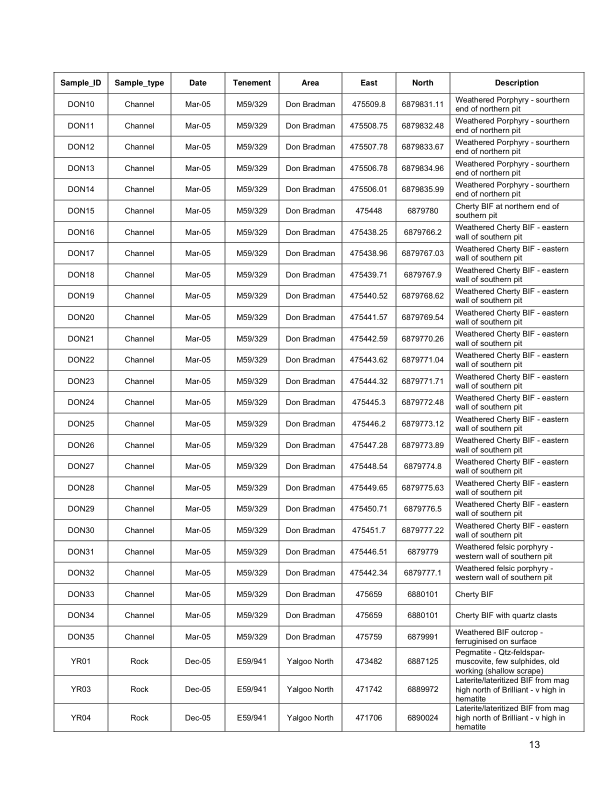 Sample_ID Sample_type Date Tenement Area East North Description
DON10 Channel Mar-05 M59/329 Don Bradman 475509.8 6879831.11 Weathered Porphyry - sourthern
end of northern pit
DON11 Channel Mar-05 M59/329 Don Bradman 475508.75 6879832.48 Weathered Porphyry - sourthern
end of northern pit
DON12 Channel Mar-05 M59/329 Don Bradman 475507.78 6879833.67 Weathered Porphyry - sourthern
end of northern pit
DON13 Channel Mar-05 M59/329 Don Bradman 475506.78 6879834.96 Weathered Porphyry - sourthern
end of northern pit
DON14 Channel Mar-05 M59/329 Don Bradman 475506.01 6879835.99 Weathered Porphyry - sourthern
end of northern pit
DON15 Channel Mar-05 M59/329 Don Bradman 475448 6879780 Cherty BIF at northern end of
southern pit
DON16 Channel Mar-05 M59/329 Don Bradman 475438.25 6879766.2 Weathered Cherty BIF - eastern
wall of southern pit
DON17 Channel Mar-05 M59/329 Don Bradman 475438.96 6879767.03 Weathered Cherty BIF - eastern
wall of southern pit
DON18 Channel Mar-05 M59/329 Don Bradman 475439.71 6879767.9 Weathered Cherty BIF - eastern
wall of southern pit
DON19 Channel Mar-05 M59/329 Don Bradman 475440.52 6879768.62 Weathered Cherty BIF - eastern
wall of southern pit
DON20 Channel Mar-05 M59/329 Don Bradman 475441.57 6879769.54 Weathered Cherty BIF - eastern
wall of southern pit
DON21 Channel Mar-05 M59/329 Don Bradman 475442.59 6879770.26 Weathered Cherty BIF - eastern
wall of southern pit
DON22 Channel Mar-05 M59/329 Don Bradman 475443.62 6879771.04 Weathered Cherty BIF - eastern
wall of southern pit
DON23 Channel Mar-05 M59/329 Don Bradman 475444.32 6879771.71 Weathered Cherty BIF - eastern
wall of southern pit
DON24 Channel Mar-05 M59/329 Don Bradman 475445.3 6879772.48 Weathered Cherty BIF - eastern
wall of southern pit
DON25 Channel Mar-05 M59/329 Don Bradman 475446.2 6879773.12 Weathered Cherty BIF - eastern
wall of southern pit
DON26 Channel Mar-05 M59/329 Don Bradman 475447.28 6879773.89 Weathered Cherty BIF - eastern
wall of southern pit
DON27 Channel Mar-05 M59/329 Don Bradman 475448.54 6879774.8 Weathered Cherty BIF - eastern
wall of southern pit
DON28 Channel Mar-05 M59/329 Don Bradman 475449.65 6879775.63 Weathered Cherty BIF - eastern
wall of southern pit
DON29 Channel Mar-05 M59/329 Don Bradman 475450.71 6879776.5 Weathered Cherty BIF - eastern
wall of southern pit
DON30 Channel Mar-05 M59/329 Don Bradman 475451.7 6879777.22 Weathered Cherty BIF - eastern
wall of southern pit
DON31 Channel Mar-05 M59/329 Don Bradman 475446.51 6879779 Weathered felsic porphyry -
western wall of southern pit
DON32 Channel Mar-05 M59/329 Don Bradman 475442.34 6879777.1 Weathered felsic porphyry -
western wall of southern pit
DON33 Channel Mar-05 M59/329 Don Bradman 475659 6880101 Cherty BIF
DON34 Channel Mar-05 M59/329 Don Bradman 475659 6880101 Cherty BIF with quartz clasts
DON35 Channel Mar-05 M59/329 Don Bradman 475759 6879991 Weathered BIF outcrop -
ferruginised on surface
YR01 Rock Dec-05 E59/941 Yalgoo North 473482 6887125 Pegmatite - Qtz-feldspar-
muscovite, few sulphides, old
working (shallow scrape)
YR03 Rock Dec-05 E59/941 Yalgoo North 471742 6889972 Laterite/lateritized BIF from mag
high north of Brilliant - v high in
hematite
YR04 Rock Dec-05 E59/941 Yalgoo North 471706 6890024 Laterite/lateritized BIF from mag
high north of Brilliant - v high in
hematite
13